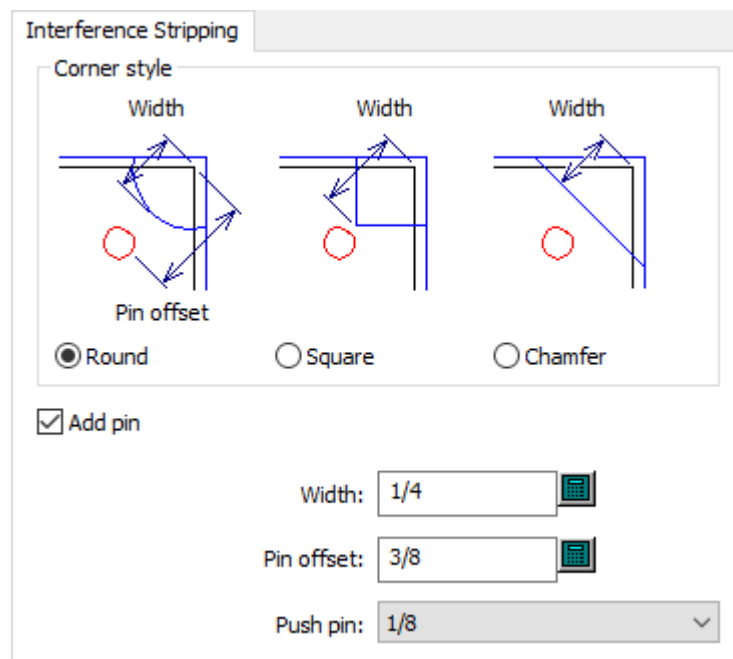 Interference Stripping
Corner style
Width Width Width
Pin offset
Round Square Chamfer
Add pin
Width: 1/4
Pin offset: 3/8
Push pin: 1/8